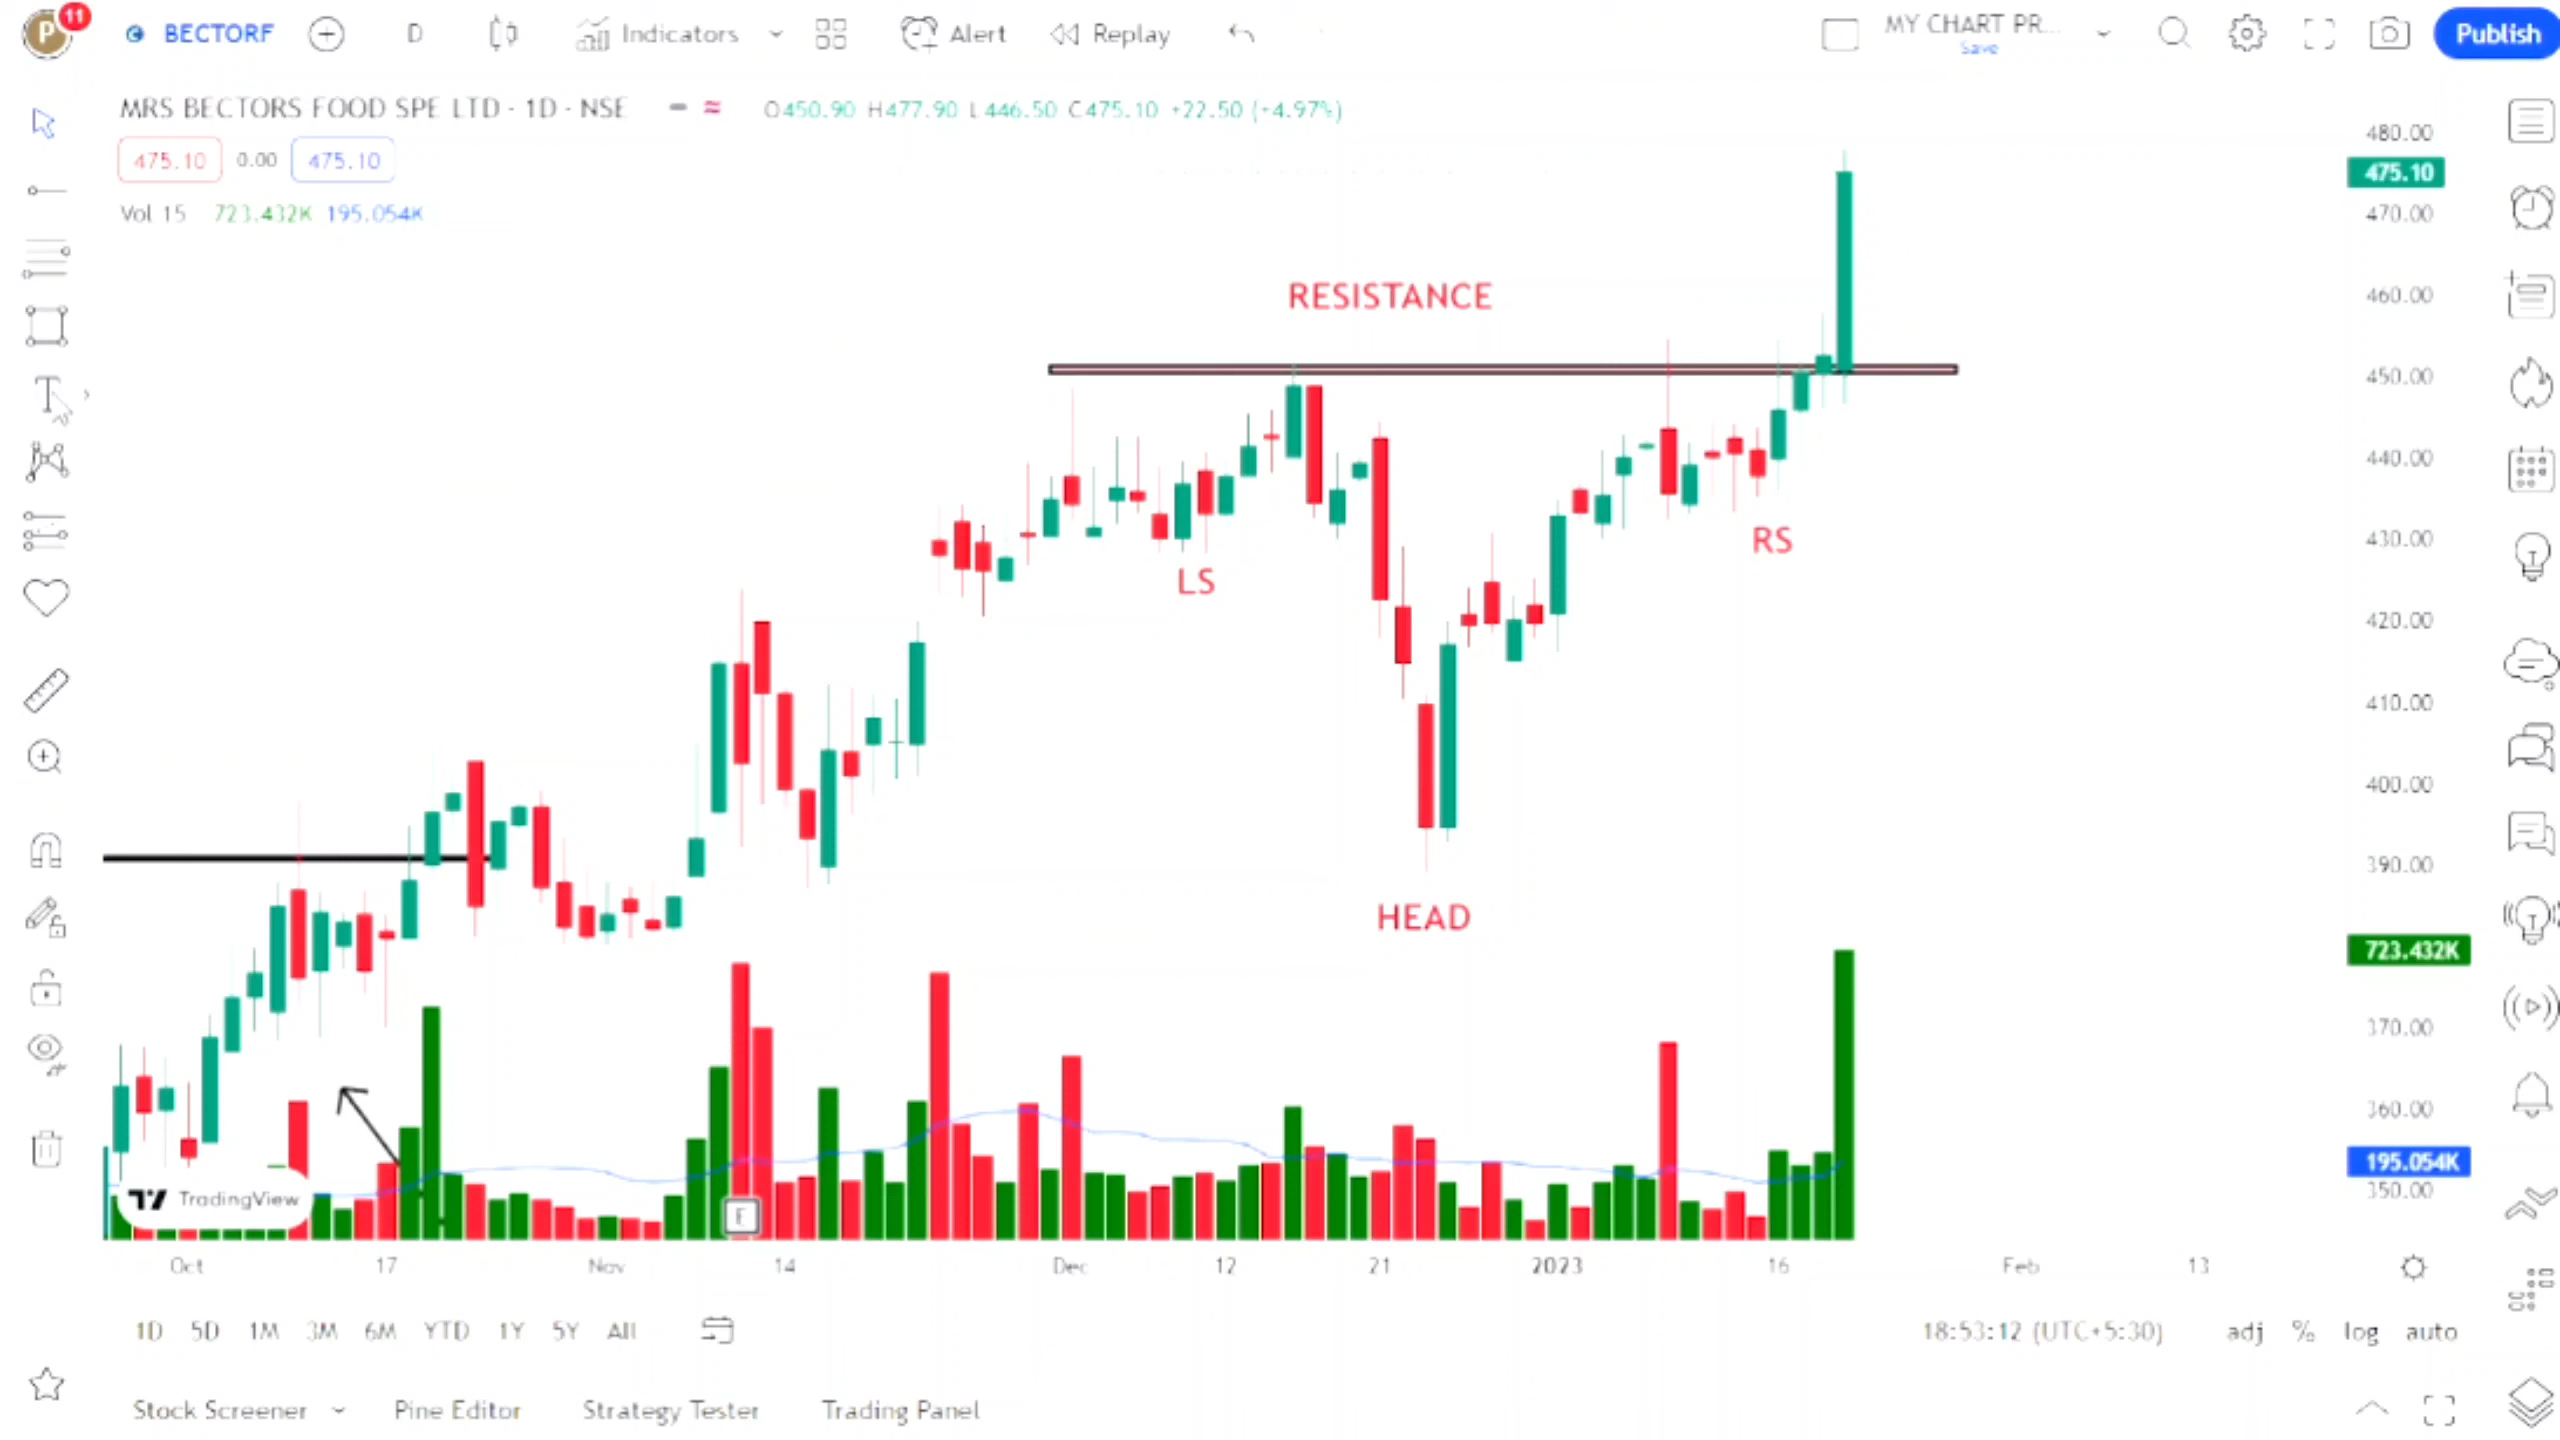 P 11 BECTORF D Indicators Alert Replay MY CHART PR... Save Publish
MRS BECTORS FOOD SPE LTD · 1D · NSE O450.90 H477.90 L446.50 C475.10 +22.50 (+4.97%)
475.10 0.00 475.10
Vol 15 723.432K 195.054K
480.00
475.10
470.00
460.00
450.00
440.00
430.00
420.00
410.00
400.00
390.00
723.432K
370.00
360.00
195.054K
350.00
RESISTANCE
LS
RS
HEAD
TradingView
E
Oct 17 Nov 14 Dec 12 21 2023 16 Feb 13
1D 5D 1M 3M 6M YTD 1Y 5Y All 18:53:12 (UTC+5:30) adj % log auto
Stock Screener Pine Editor Strategy Tester Trading Panel